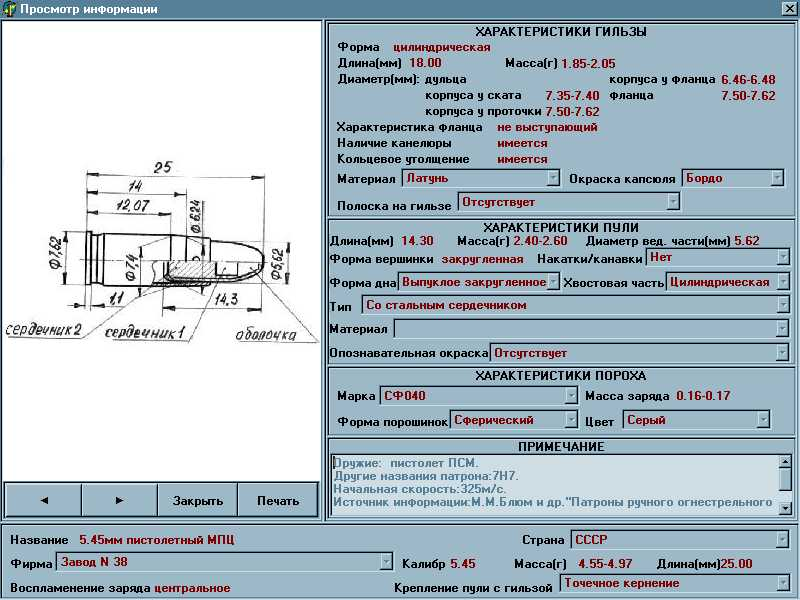 Просмотр информации
25
14
12,07
Ф6,24
Ф7,62
Ф7,4
Ф5,62
1,1
14,3
сердечник2
сердечник1
оболочка
Закрыть
Печать
ХАРАКТЕРИСТИКИ ГИЛЬЗЫ
Форма цилиндрическая
Длина(мм) 18.00 Масса(г) 1.85-2.05
Диаметр(мм): дульца корпуса у фланца 6.46-6.48
корпуса у ската 7.35-7.40 фланца 7.50-7.62
корпуса у проточки 7.50-7.62
Характеристика фланца не выступающий
Наличие канелюры имеется
Кольцевое утолщение имеется
Материал Латунь Окраска капсюля Бордо
Полоска на гильзе Отсутствует
ХАРАКТЕРИСТИКИ ПУЛИ
Длина(мм) 14.30 Масса(г) 2.40-2.60 Диаметр вед. части(мм) 5.62
Форма вершинки закругленная Накатки/канавки Нет
Форма дна Выпуклое закругленное Хвостовая часть Цилиндрическая
Тип Со стальным сердечником
Материал
Опознавательная окраска Отсутствует
ХАРАКТЕРИСТИКИ ПОРОХА
Марка СФ040 Масса заряда 0.16-0.17
Форма порошинок Сферический Цвет Серый
ПРИМЕЧАНИЕ
Оружие: пистолет ПСМ.
Другие названия патрона:7Н7.
Начальная скорость:325м/с.
Источник информации:М.М.Блюм и др."Патроны ручного огнестрельного
Название 5.45мм пистолетный МПЦ Страна СССР
Фирма Завод N 38 Калибр 5.45 Масса(г) 4.55-4.97 Длина(мм)25.00
Воспламенение заряда центральное Крепление пули с гильзой Точечное кернение